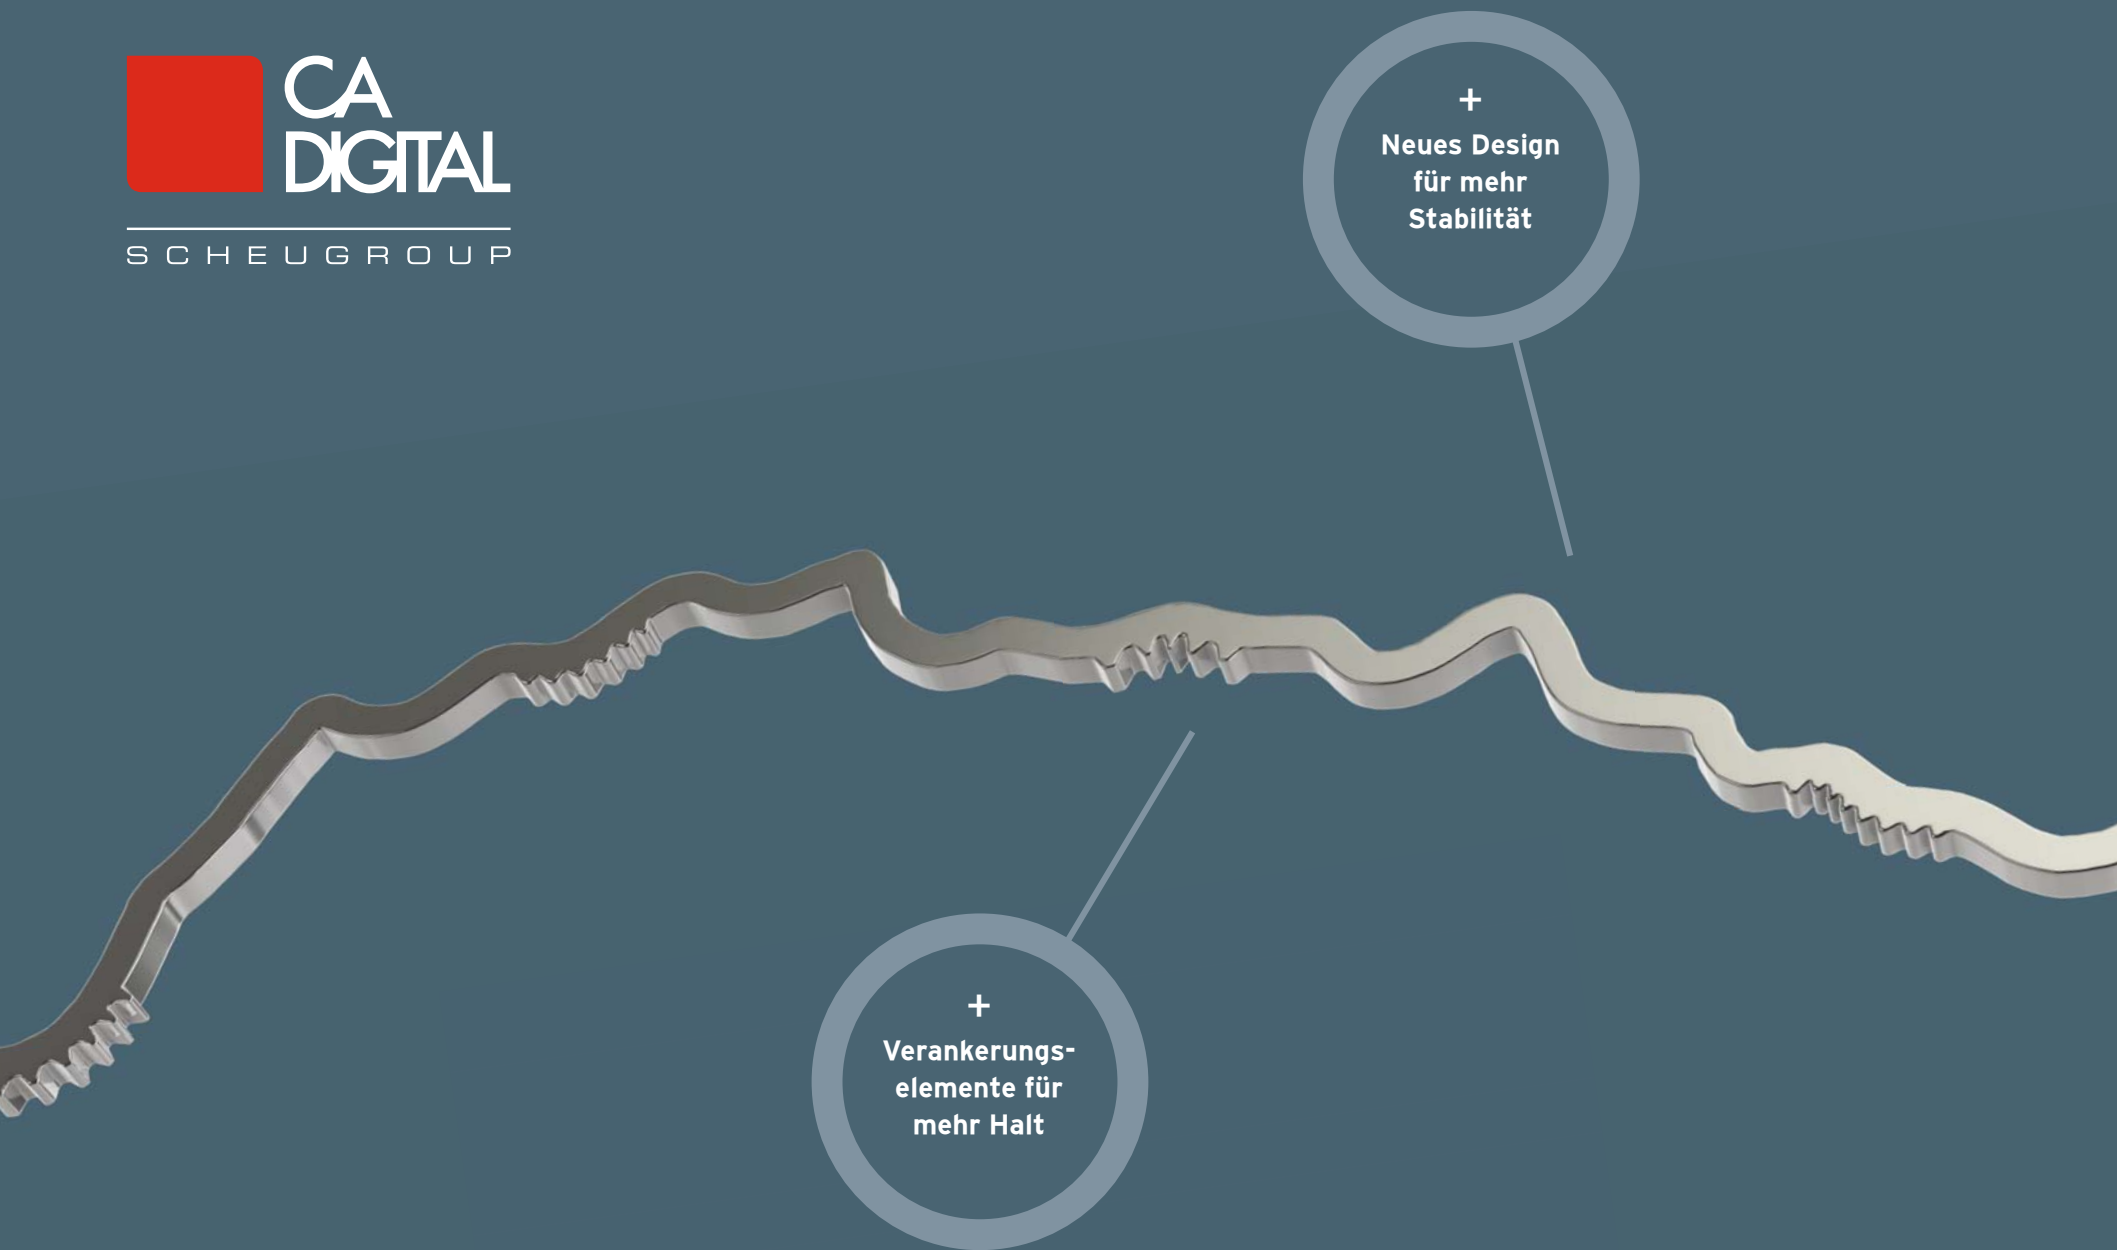 CA
DIGITAL
SCHEUGROUP
+
Neues Design
für mehr
Stabilität
+
Verankerungs-
elemente für
mehr Halt